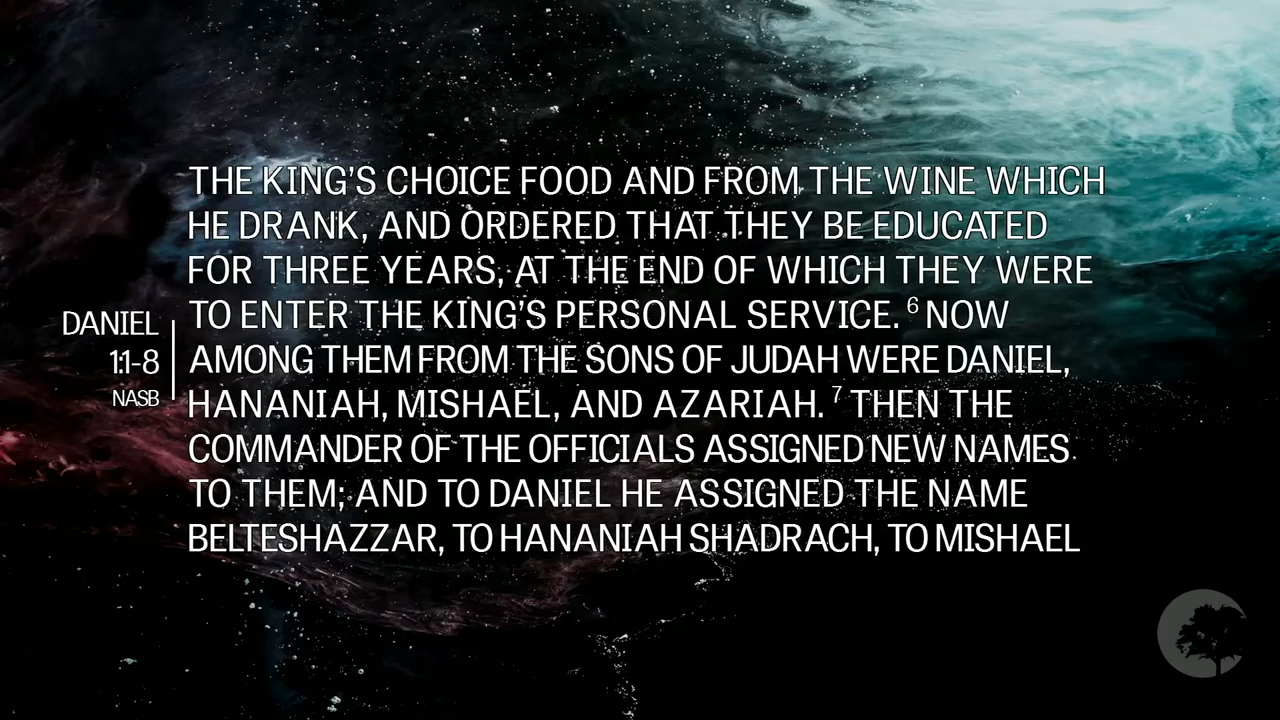 THE KING'S CHOICE FOOD AND FROM THE WINE WHICH
HE DRANK, AND ORDERED THAT THEY BE EDUCATED
FOR THREE YEARS, AT THE END OF WHICH THEY WERE
TO ENTER THE KING'S PERSONAL SERVICE. 6 NOW
AMONG THEM FROM THE SONS OF JUDAH WERE DANIEL,
HANANIAH, MISHAEL, AND AZARIAH. 7 THEN THE
COMMANDER OF THE OFFICIALS ASSIGNED NEW NAMES
TO THEM; AND TO DANIEL HE ASSIGNED THE NAME
BELTESHAZZAR, TO HANANIAH SHADRACH, TO MISHAEL
DANIEL
1:1-8
NASB